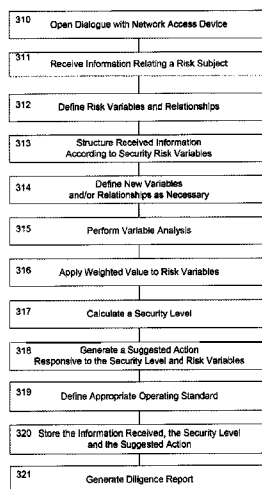 310 Open Dialogue with Network Access Device
311 Receive Information Relating a Risk Subject
312 Define Risk Variables and Relationships
313 Structure Received Information
According to Security Risk Variables
314 Define New Variables
and/or Relationships as Necessary
315 Perform Variable Analysis
316 Apply Weighted Value to Risk Variables
317 Calculate a Security Level
318 Generate a Suggested Action
Responsive to the Security Level and Risk Variables
319 Define Appropriate Operating Standard
320 Store the Information Received, the Security Level
and the Suggested Action
321 Generate Diligence Report